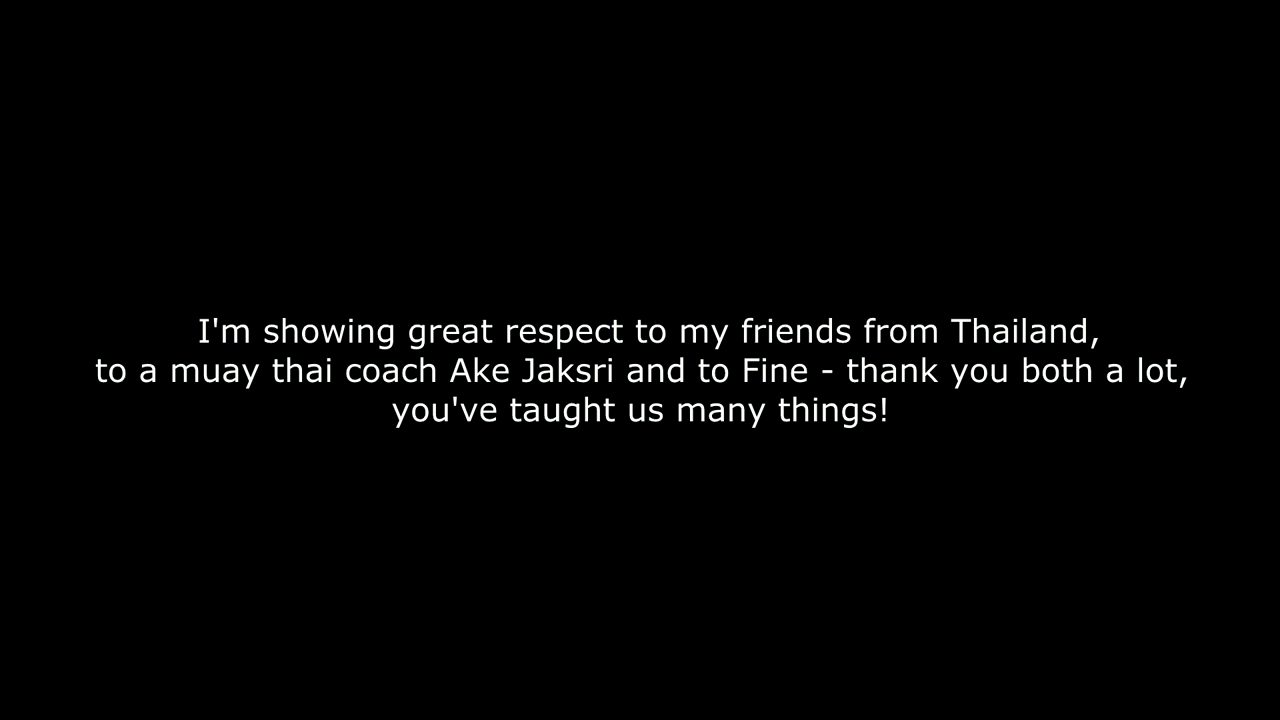 I'm showing great respect to my friends from Thailand,
to a muay thai coach Ake Jaksri and to Fine - thank you both a lot,
you've taught us many things!